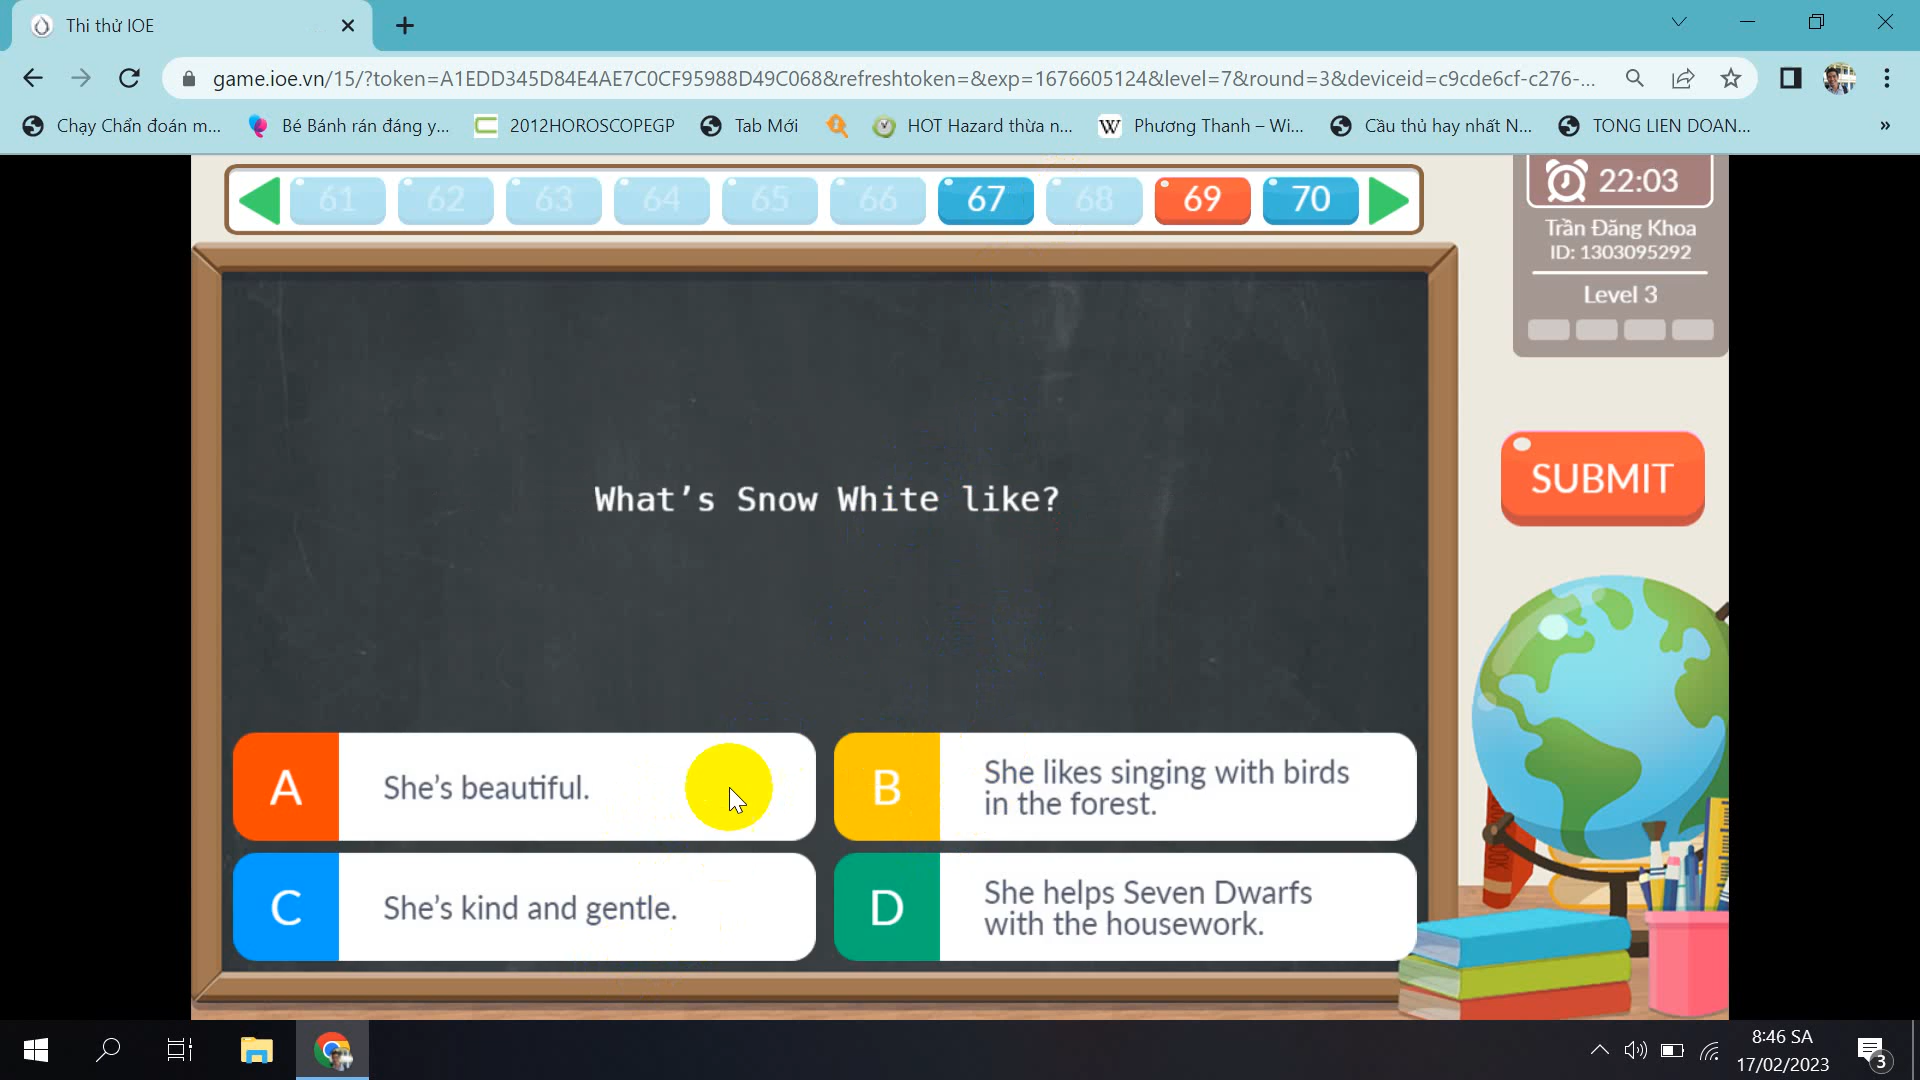 Thi thử IOE
game.ioe.vn/15/?token=A1EDD345D84E4AE7C0CF95988D49C068&refreshtoken=&exp=1676605124&level=7&round=3&deviceid=c9cde6cf-c276-...
Chạy Chẩn đoán m...
Bé Bánh rán đáng y...
2012HOROSCOPEGP
Tab Mới
HOT Hazard thừa n...
W
Phương Thanh – Wi...
Cầu thủ hay nhất N...
TONG LIEN DOAN...
»
61 62 63 64 65 66 67 68 69 70
22:03
Trần Đăng Khoa
ID: 1303095292
Level 3
What's Snow White like?
SUBMIT
A
She's beautiful.
B
She likes singing with birds
in the forest.
C
She's kind and gentle.
D
She helps Seven Dwarfs
with the housework.
8:46 SA
17/02/2023
3